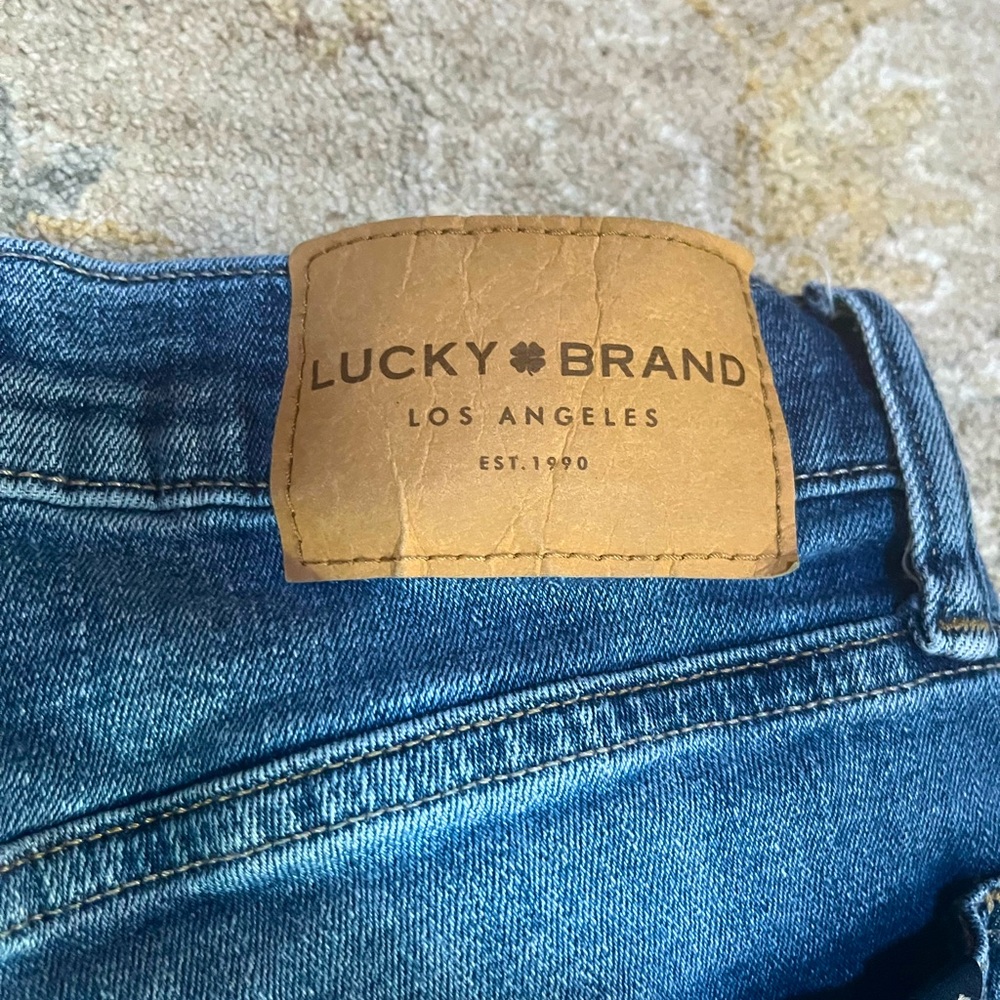 LUCKY BRAND
LOS ANGELES
EST. 1990